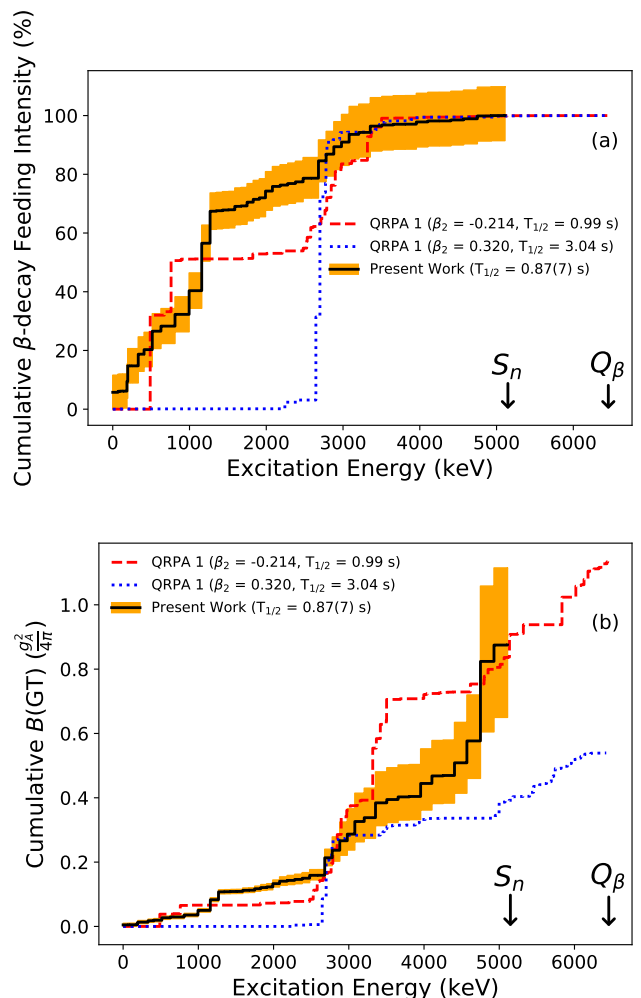 Cumulative β-decay Feeding Intensity (%)
100
80
60
40
20
0
(a)
QRPA 1 (β₂ = -0.214, T₁/₂ = 0.99 s)
QRPA 1 (β₂ = 0.320, T₁/₂ = 3.04 s)
Present Work (T₁/₂ = 0.87(7) s)
Sₙ
Q_β
0 1000 2000 3000 4000 5000 6000
Excitation Energy (keV)
QRPA 1 (β₂ = -0.214, T₁/₂ = 0.99 s)
QRPA 1 (β₂ = 0.320, T₁/₂ = 3.04 s)
Present Work (T₁/₂ = 0.87(7) s)
(b)
Cumulative B(GT) (g_A²/4π)
1.0
0.8
0.6
0.4
0.2
0.0
Sₙ
Q_β
0 1000 2000 3000 4000 5000 6000
Excitation Energy (keV)